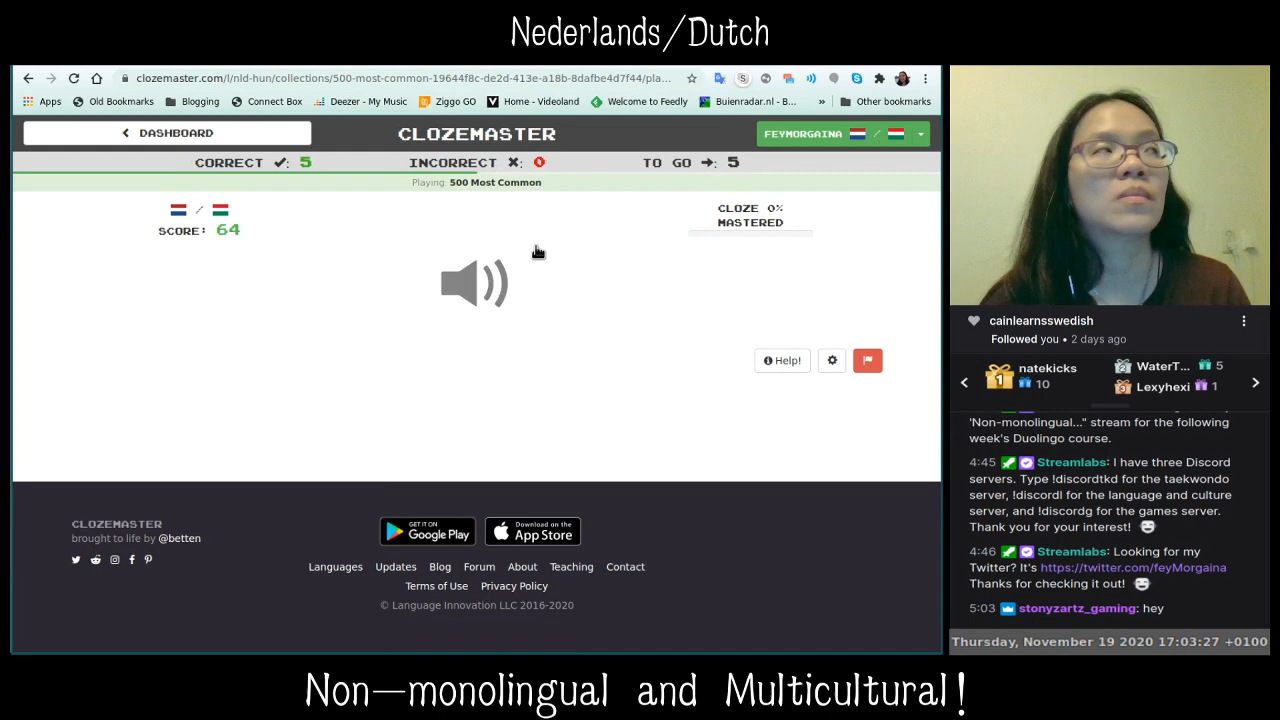 Nederlands/Dutch
clozemaster.com/l/nld-hun/collections/500-most-common-19644f8c-de2d-413e-a18b-8dafbe4d7f44/pla...
Apps Old Bookmarks Blogging Connect Box Deezer - My Music Ziggo GO Home - Videoland Welcome to Feedly Buienradar.nl - B... » Other bookmarks
DASHBOARD CLOZEMASTER FEYMORGAINA /
CORRECT ✔: 5 INCORRECT ✖: 0 TO GO ➔: 5
Playing: 500 Most Common
/
SCORE: 64
CLOZE 0%
MASTERED
Help!
CLOZEMASTER
brought to life by @betten
GET IT ON
Google Play
Download on the
App Store
Languages Updates Blog Forum About Teaching Contact
Terms of Use Privacy Policy
© Language Innovation LLC 2016-2020
cainlearnsswedish
Followed you • 2 days ago
1 natekicks
10
2 WaterT... 5
3 Lexyhexi 1
'Non-monolingual..." stream for the following
week's Duolingo course.
4:45 Streamlabs: I have three Discord
servers. Type !discordtkd for the taekwondo
server, !discordl for the language and culture
server, and !discordg for the games server.
Thank you for your interest!
4:46 Streamlabs: Looking for my
Twitter? It's https://twitter.com/feyMorgaina
Thanks for checking it out!
5:03 stonyzartz_gaming: hey
Thursday, November 19 2020 17:03:27 +0100
Non-monolingual and Multicultural!